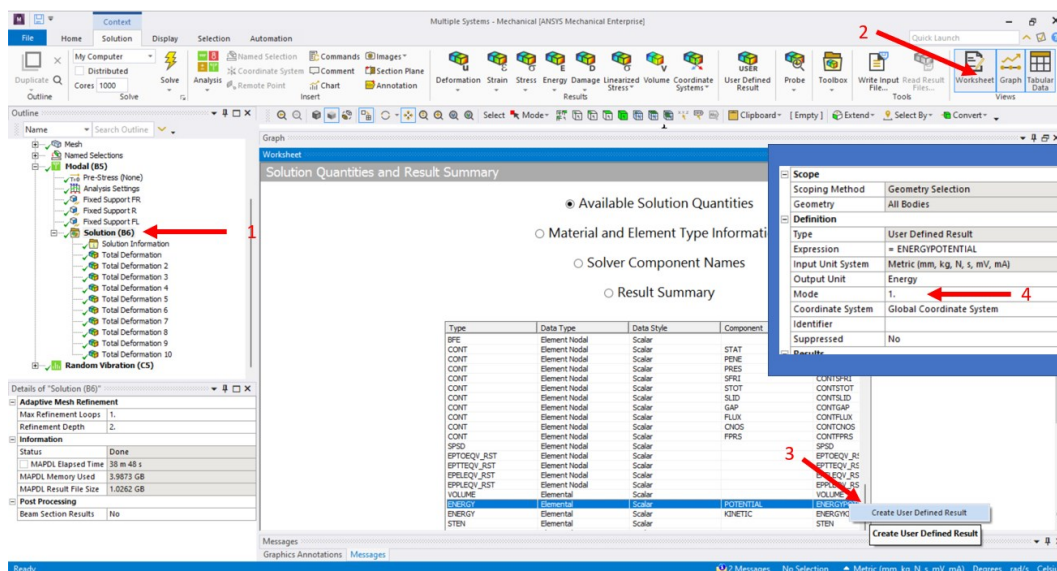 Context
Multiple Systems - Mechanical [ANSYS Mechanical Enterprise]
2
File Home Solution Display Selection Automation
Quick Launch
Duplicate
Outline
My Computer
Distributed
Cores 1000
Solve
Solve
Analysis
Named Selection
Coordinate System
Remote Point
Commands
Comment
Chart
Images
Section Plane
Annotation
Insert
Deformation Strain Stress Energy Damage Linearized Stress Volume Coordinate Systems
Results
USER
User Defined Result
Probe
Toolbox
Write Input File... Read Result Files...
Tools
Worksheet Graph Tabular Data
Views
Outline
Name Search Outline
Select Mode Clipboard [ Empty ] Extend Select By Convert
Mesh
Named Selections
Modal (B5)
Pre-Stress (None)
Analysis Settings
Fixed Support FR
Fixed Support R
Fixed Support FL
Solution (B6)
1
Solution Information
Total Deformation
Total Deformation 2
Total Deformation 3
Total Deformation 4
Total Deformation 5
Total Deformation 6
Total Deformation 7
Total Deformation 8
Total Deformation 9
Total Deformation 10
Random Vibration (C5)
Details of "Solution (B6)"
Adaptive Mesh Refinement
Max Refinement Loops 1.
Refinement Depth 2.
Information
Status Done
MAPDL Elapsed Time 38 m 48 s
MAPDL Memory Used 3.9873 GB
MAPDL Result File Size 1.0262 GB
Post Processing
Beam Section Results No
Graph
Worksheet
Solution Quantities and Result Summary
Available Solution Quantities
Material and Element Type Informati
Solver Component Names
Result Summary
Type Data Type Data Style Component
BFE Element Nodal Scalar
CONT Element Nodal Scalar STAT
CONT Element Nodal Scalar PENE
CONT Element Nodal Scalar PRES
CONT Element Nodal Scalar SFRI CONTSFRI
CONT Element Nodal Scalar STOT CONTSTOT
CONT Element Nodal Scalar SLID CONTSLID
CONT Element Nodal Scalar GAP CONTGAP
CONT Element Nodal Scalar FLUX CONTFLUX
CONT Element Nodal Scalar CNOS CONTCNOS
CONT Element Nodal Scalar FPRS CONTFPRS
SPSD Element Nodal Scalar SPSD
EPTOEQV_RST Element Nodal Scalar EPTOEQV_RS
EPTTEQV_RST Element Nodal Scalar EPTTEQV_RS
EPELEQV_RST Element Nodal Scalar
EPPLEQV_RST Element Nodal Scalar
VOLUME Elemental Scalar VOLUME
ENERGY Elemental Scalar POTENTIAL
ENERGY Elemental Scalar KINETIC
STEN Elemental Scalar STEN
3
Create User Defined Result
Create User Defined Result
Scope
Scoping Method Geometry Selection
Geometry All Bodies
Definition
Type User Defined Result
Expression = ENERGYPOTENTIAL
Input Unit System Metric (mm, kg, N, s, mV, mA)
Output Unit Energy
Mode 1.
4
Coordinate System Global Coordinate System
Identifier
Suppressed No
Results
Messages
Graphics Annotations Messages
Ready
2 Messages No Selection Metric (mm, kg, N, s, mV, mA) Degrees rad/s Celsi